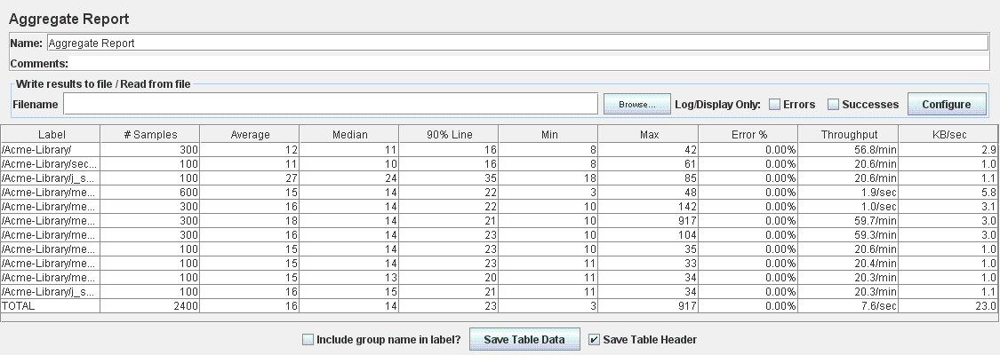 Aggregate Report
Name: Aggregate Report
Comments:
Write results to file / Read from file
Filename Browse... Log/Display Only: Errors Successes Configure
Label # Samples Average Median 90% Line Min Max Error % Throughput KB/sec
/Acme-Library/ 300 12 11 16 8 42 0.00% 56.8/min 2.9
/Acme-Library/sec... 100 11 10 16 8 61 0.00% 20.6/min 1.0
/Acme-Library/j_s... 100 27 24 35 18 85 0.00% 20.6/min 1.1
/Acme-Library/me... 600 15 14 22 3 48 0.00% 1.9/sec 5.8
/Acme-Library/me... 300 16 14 22 10 142 0.00% 1.0/sec 3.1
/Acme-Library/me... 300 18 14 21 10 917 0.00% 59.7/min 3.0
/Acme-Library/me... 300 16 14 23 10 104 0.00% 59.3/min 3.0
/Acme-Library/me... 100 15 14 23 10 35 0.00% 20.6/min 1.0
/Acme-Library/me... 100 15 14 23 11 33 0.00% 20.4/min 1.0
/Acme-Library/me... 100 15 13 20 11 34 0.00% 20.3/min 1.0
/Acme-Library/j_s... 100 16 15 21 11 34 0.00% 20.3/min 1.1
TOTAL 2400 16 14 23 3 917 0.00% 7.6/sec 23.0
Include group name in label? Save Table Data Save Table Header